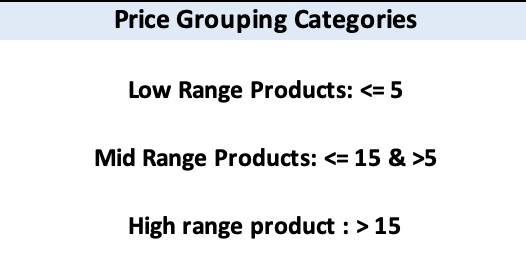 Price Grouping Categories
Low Range Products: <= 5
Mid Range Products: <= 15 & >5
High range product : > 15